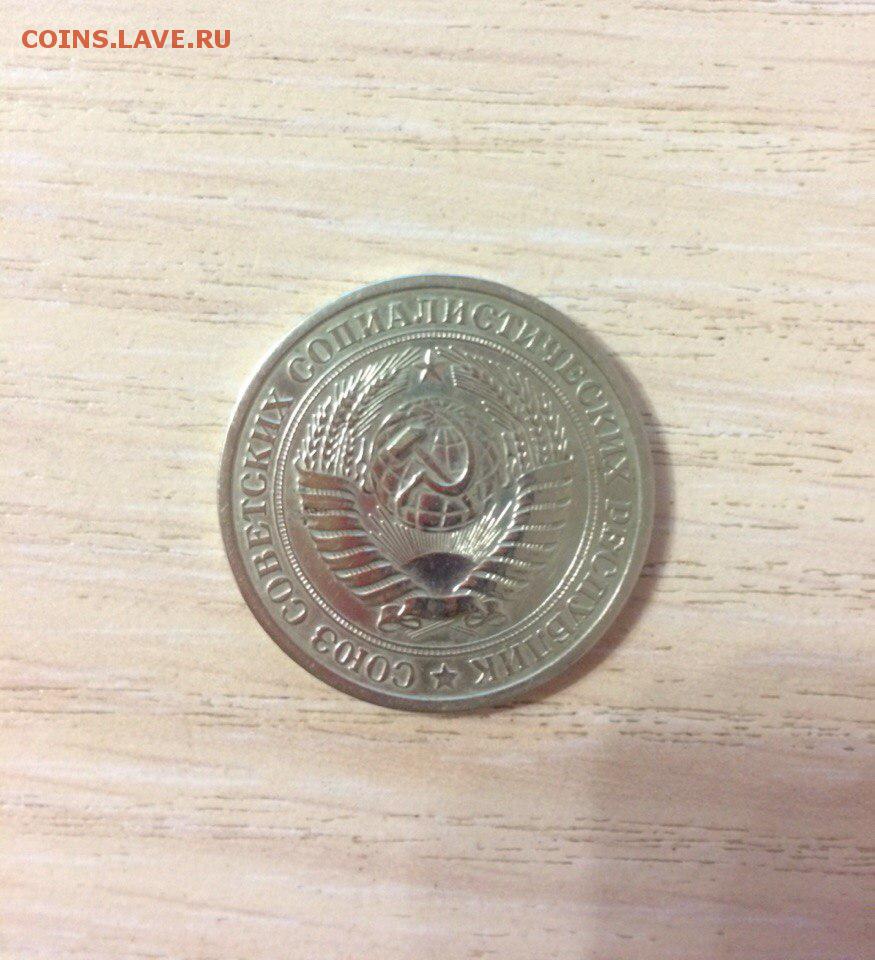 COINS.LAVE.RU
СОЮЗ СОВЕТСКИХ СОЦИАЛИСТИЧЕСКИХ РЕСПУБЛИК